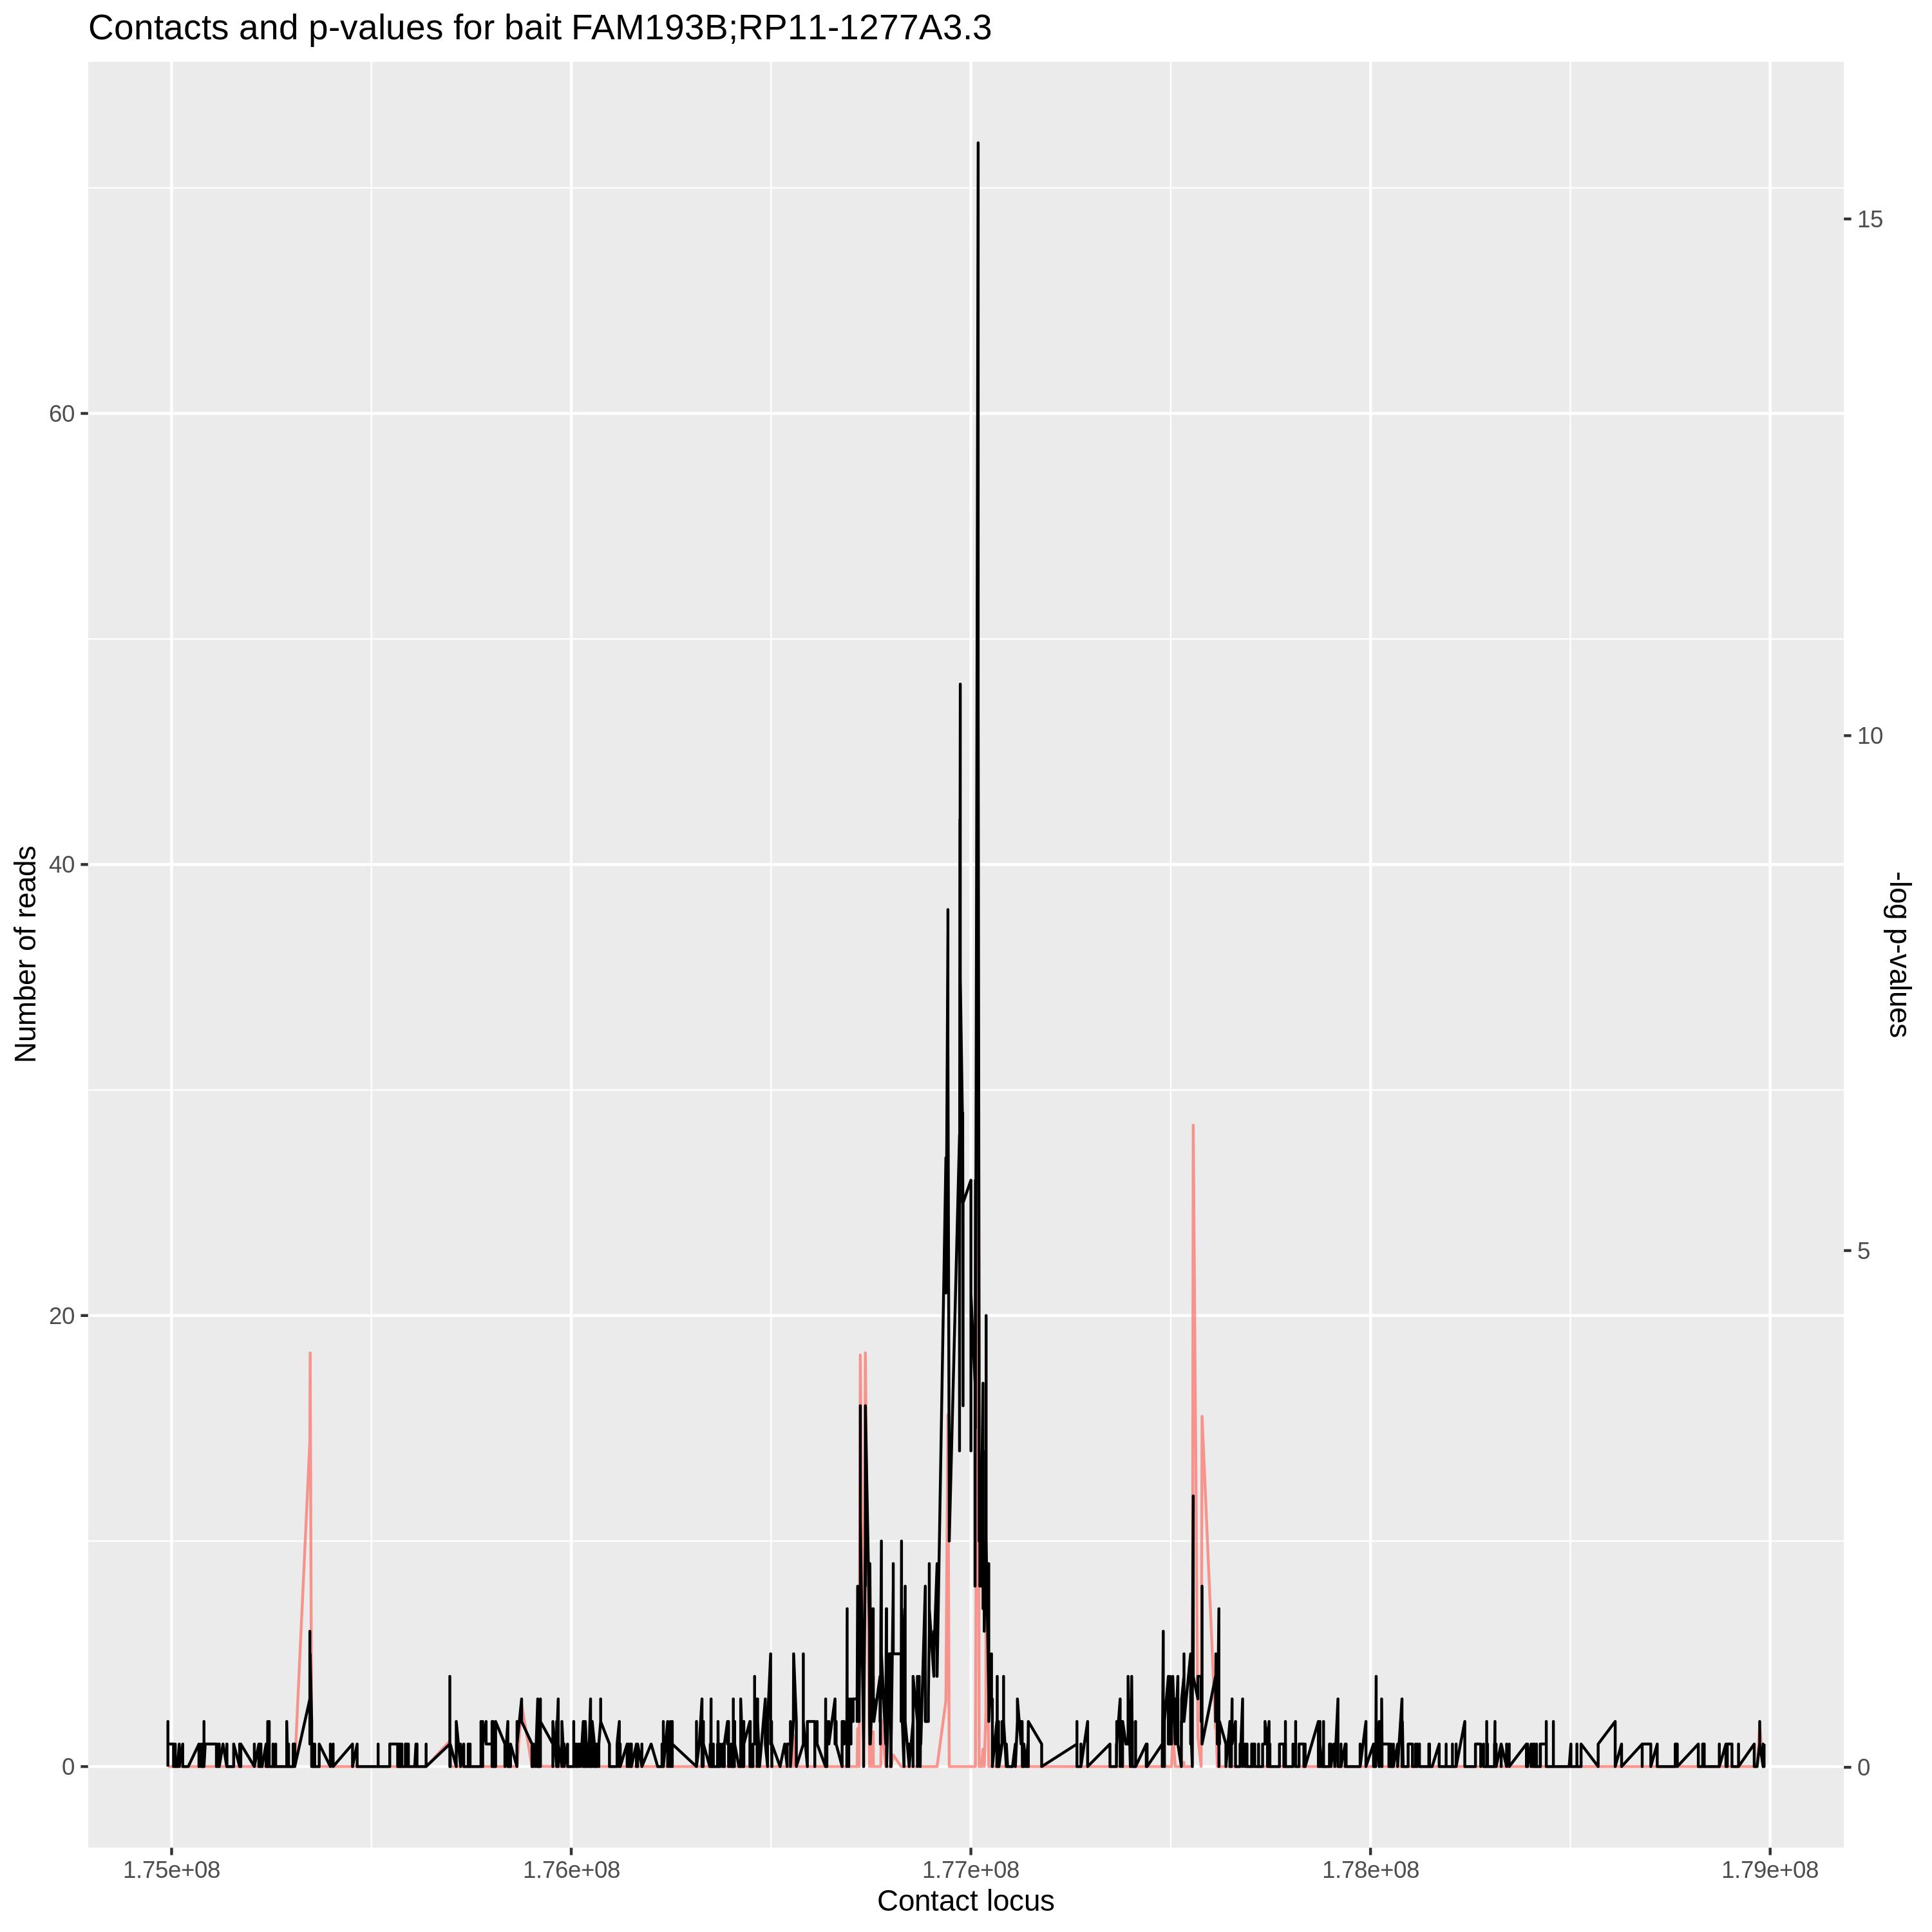 Contacts and p-values for bait FAM193B;RP11-1277A3.3
Number of reads
60
40
20
0
15
10
5
0
-log p-values
1.75e+08
1.76e+08
1.77e+08
1.78e+08
1.79e+08
Contact locus